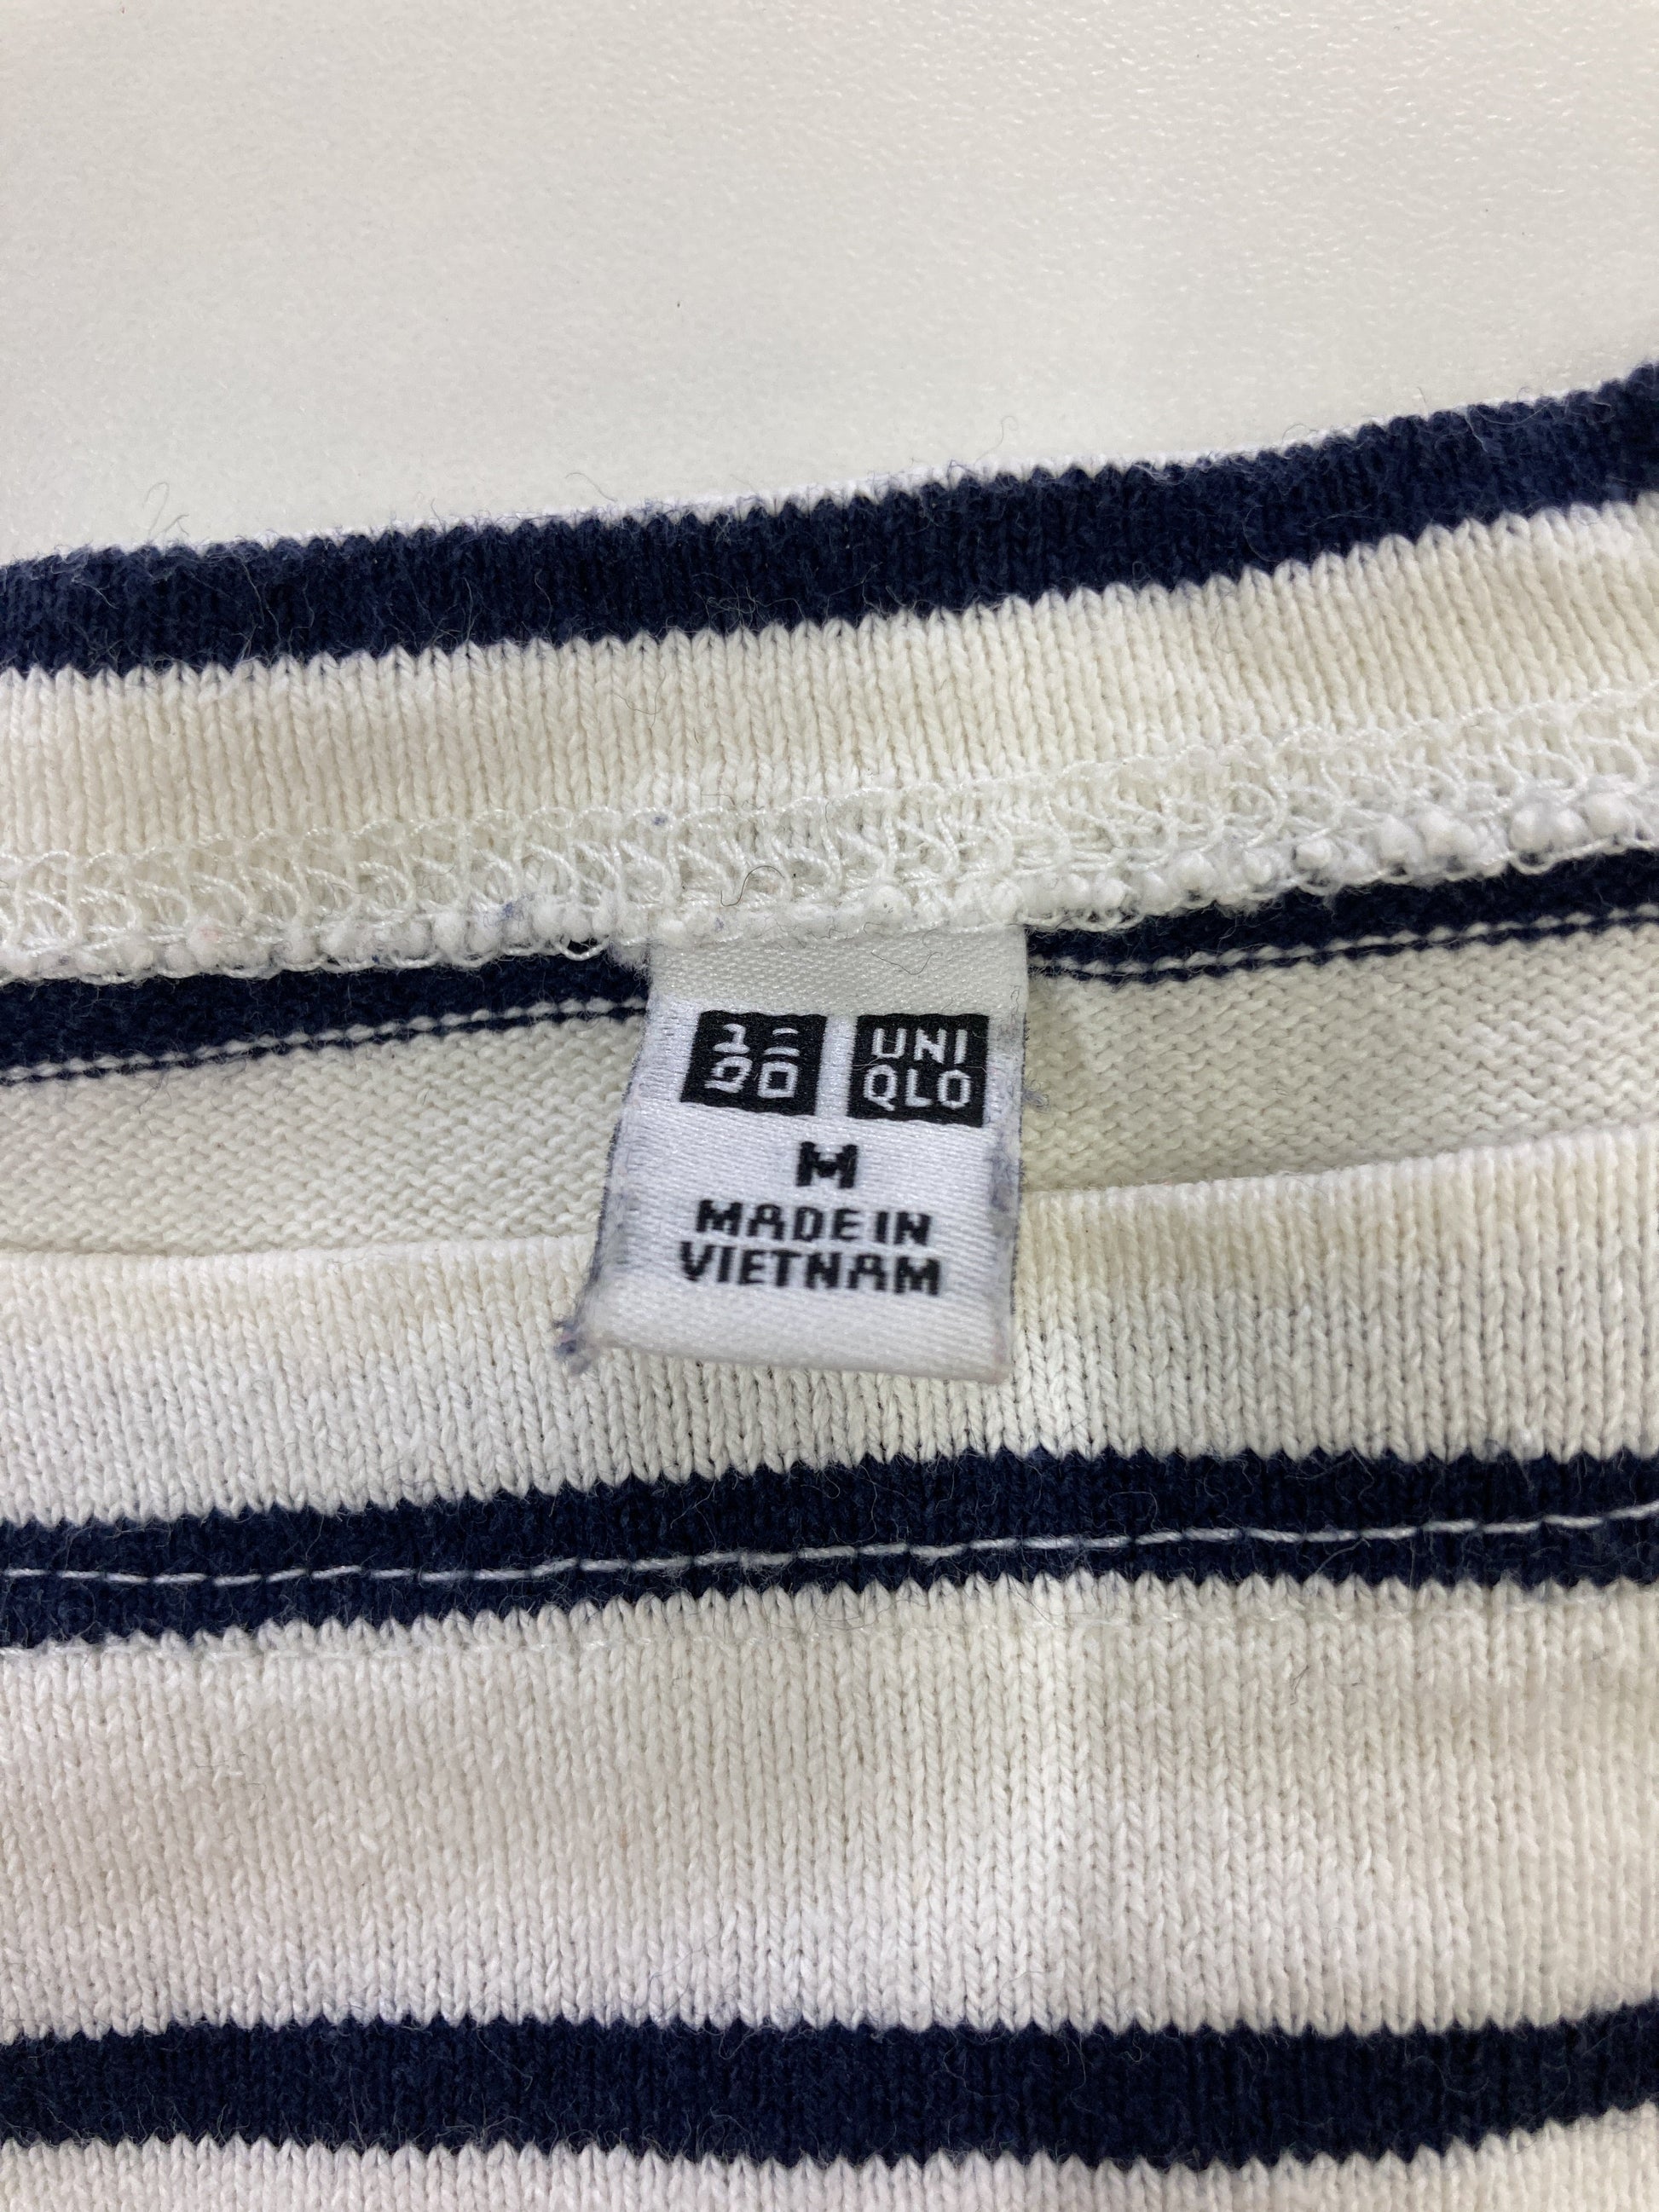 ユニ
クロ
UNI
QLO
M
MADE IN
VIETNAM